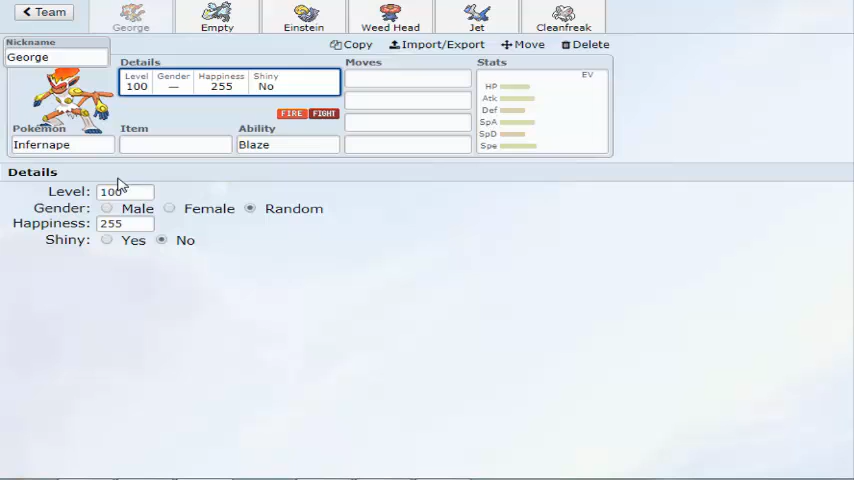 Team
George
Empty
Einstein
Weed Head
Jet
Cleanfreak
Copy
Import/Export
Move
Delete
Nickname
George
Details
Level
Gender
Happiness
Shiny
100
—
255
No
FIRE
FIGHT
Pokémon
Infernape
Item
Ability
Blaze
Moves
Stats
EV
HP
Atk
Def
SpA
SpD
Spe
Details
Level: 100
Gender: Male Female Random
Happiness: 255
Shiny: Yes No